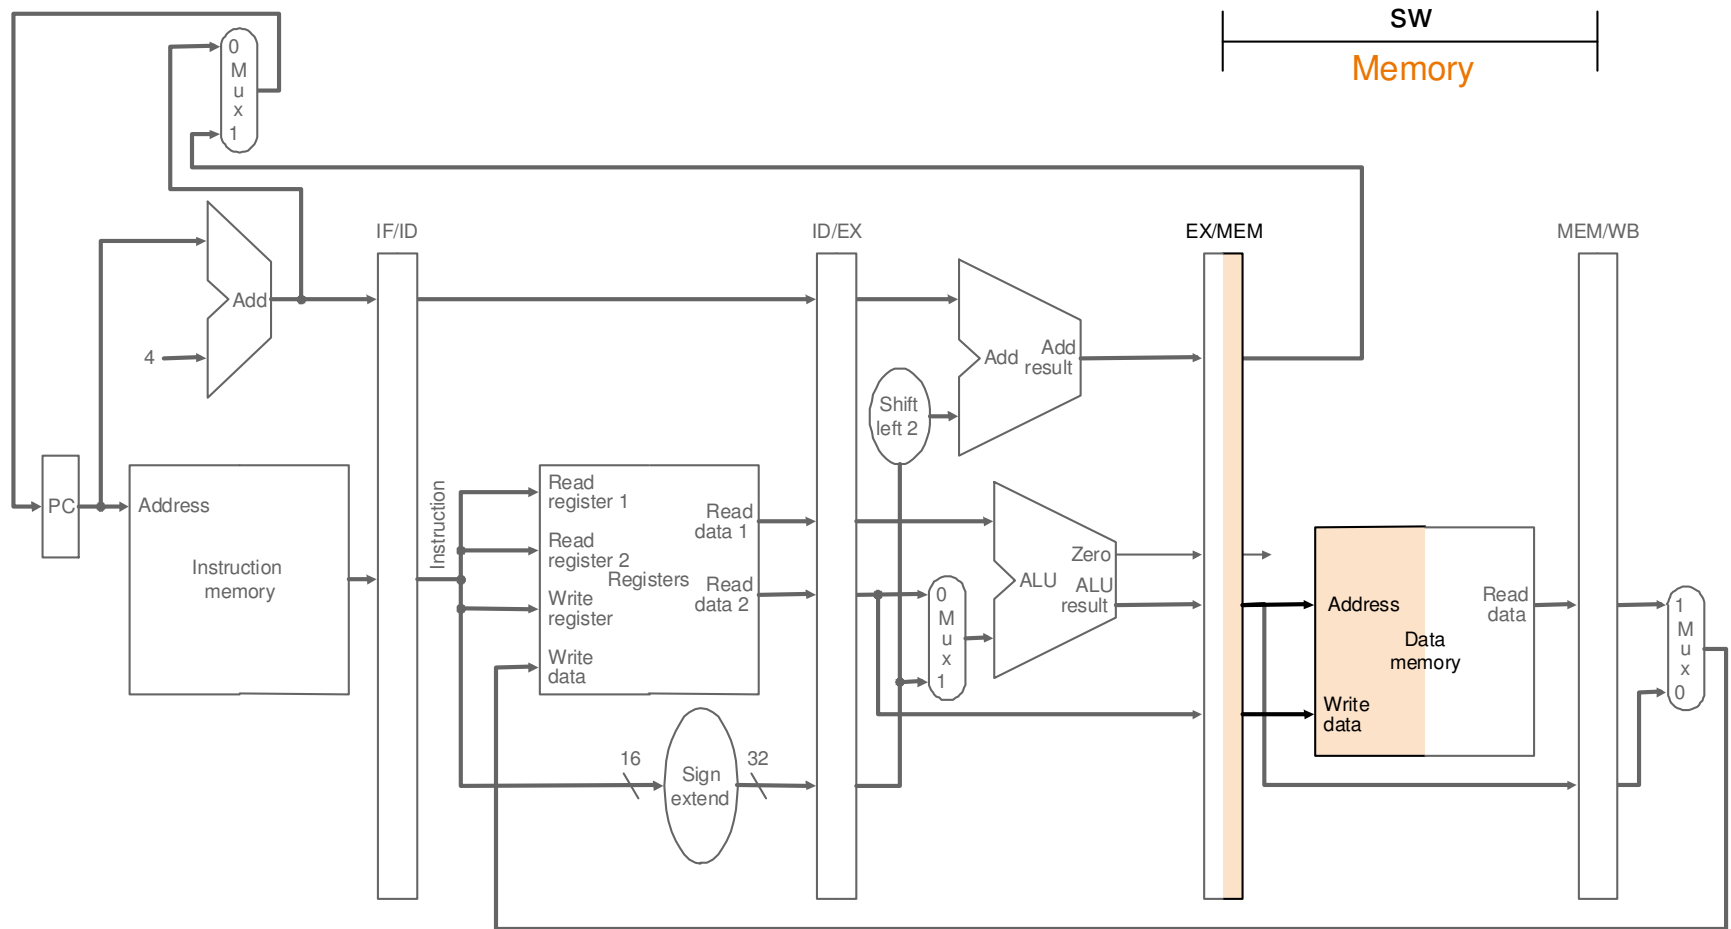 SW
Memory
0
M
u
x
1
IF/ID
ID/EX
EX/MEM
MEM/WB
Add
4
Add
Add
result
Shift
left 2
PC
Address
Instruction
memory
Instruction
Read
register 1
Read
register 2
Write
register
Write
data
Registers
Read
data 1
Read
data 2
0
M
u
x
1
Zero
ALU
ALU
result
Address
Data
memory
Write
data
Read
data
1
M
u
x
0
16
Sign
extend
32